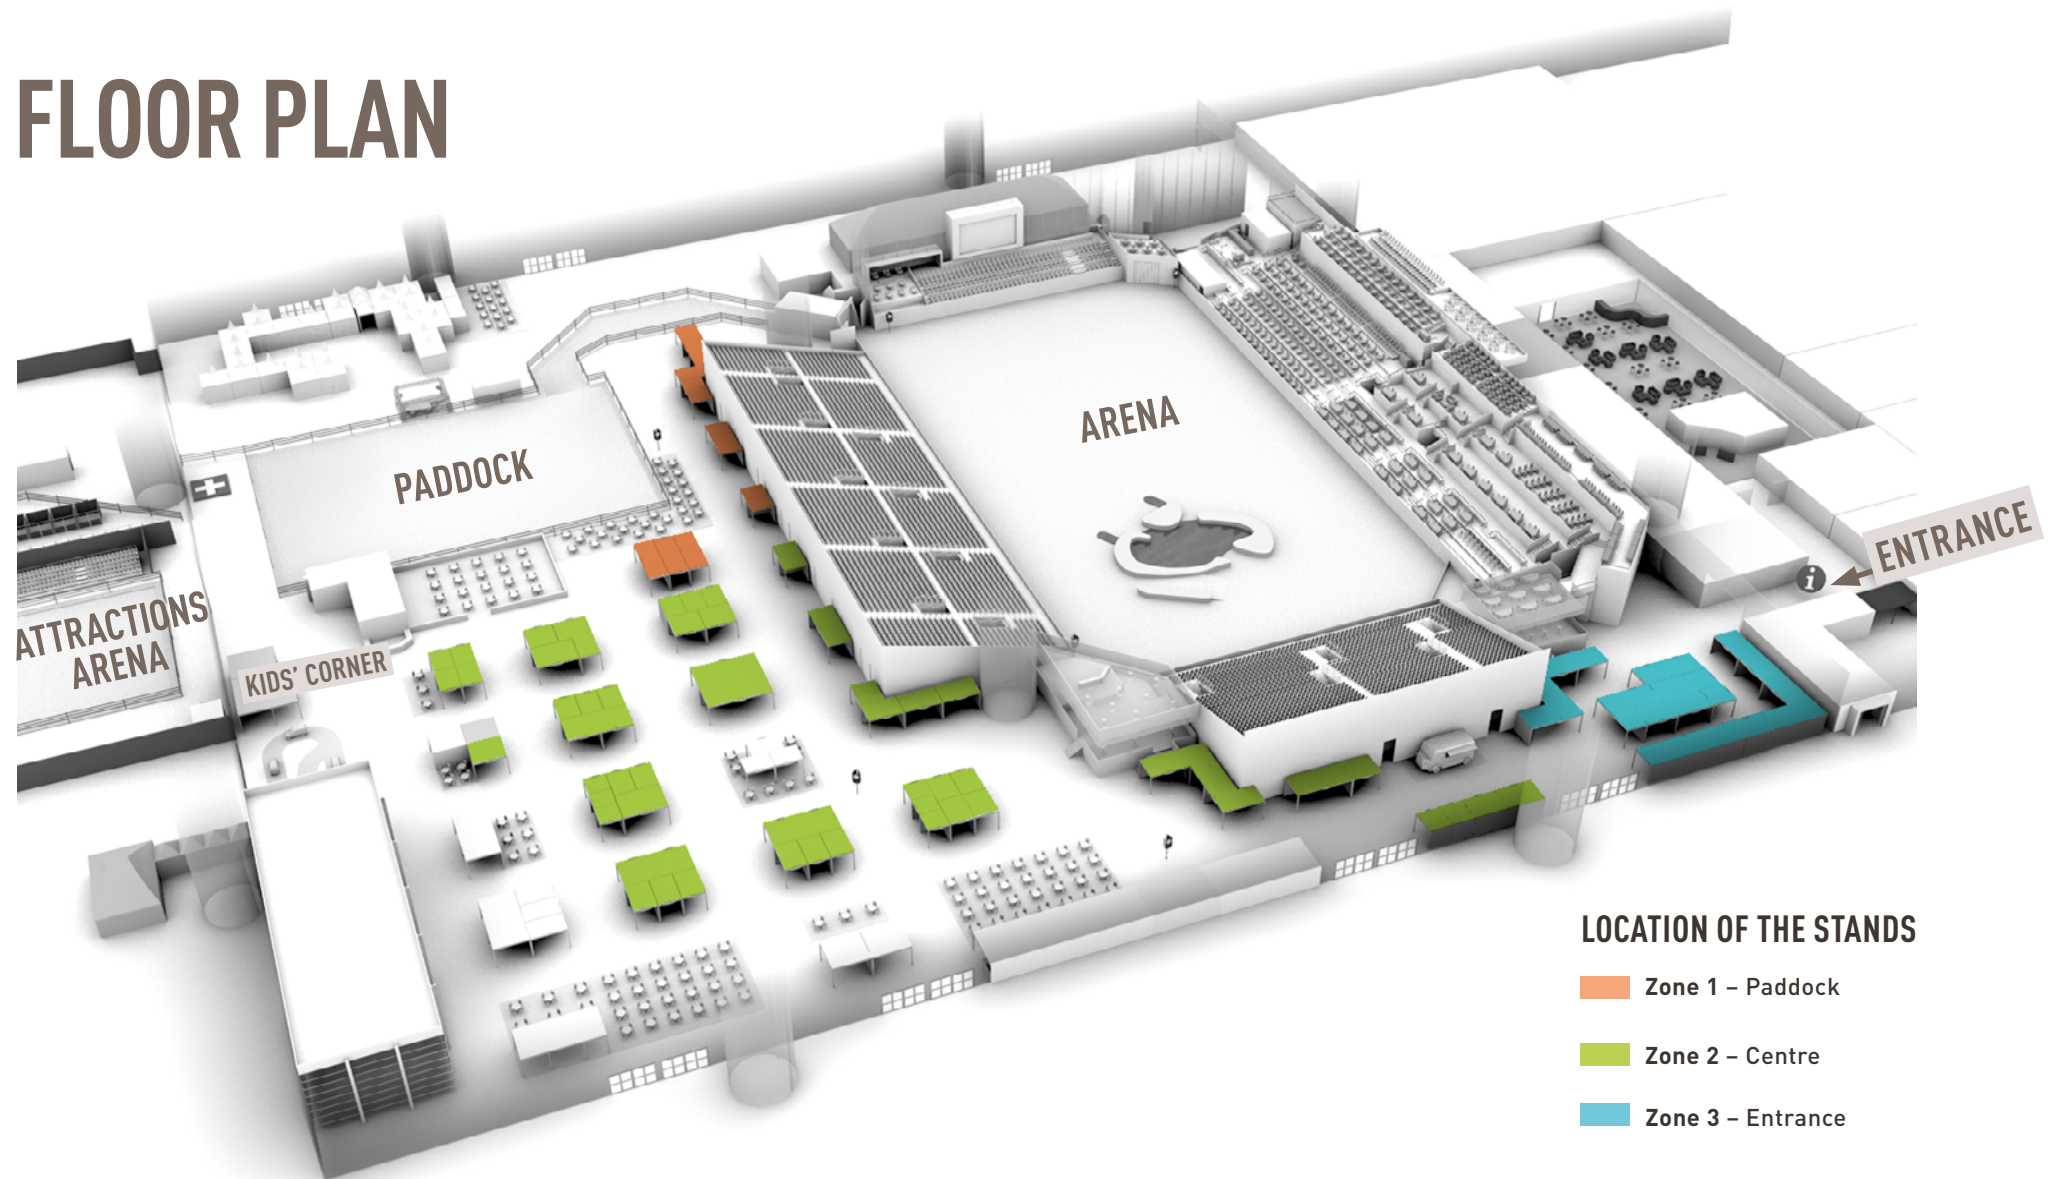 FLOOR PLAN
ARENA
PADDOCK
ENTRANCE
i
ATTRACTIONS
ARENA
KIDS' CORNER
LOCATION OF THE STANDS
Zone 1 – Paddock
Zone 2 – Centre
Zone 3 – Entrance